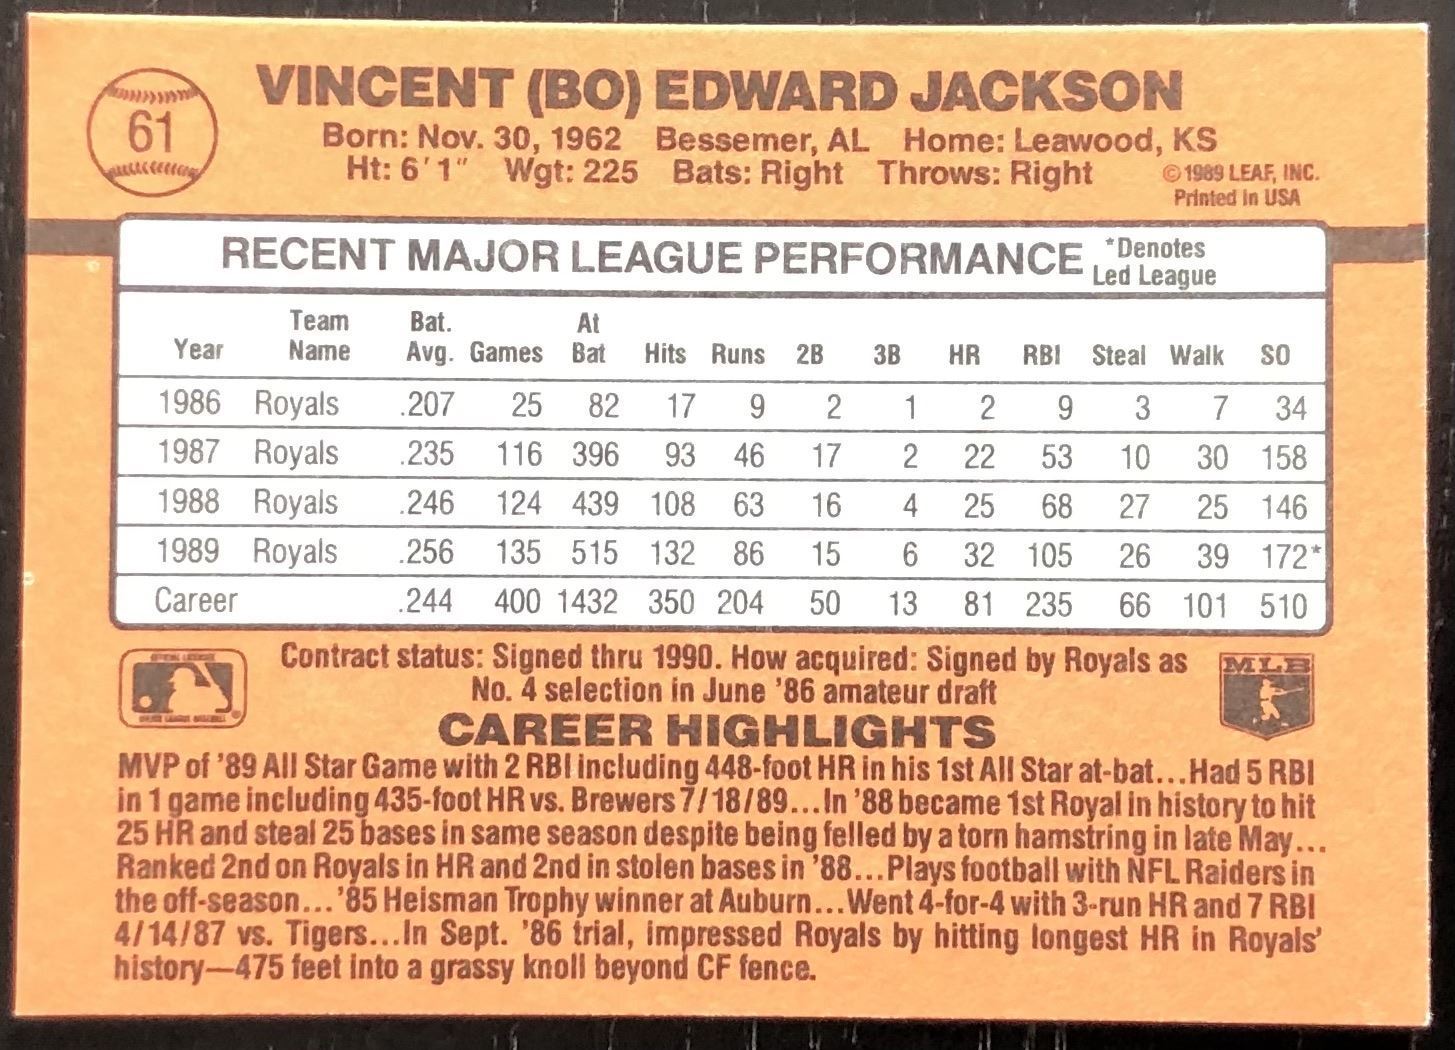 61
VINCENT (BO) EDWARD JACKSON
Born: Nov. 30, 1962 Bessemer, AL Home: Leawood, KS
Ht: 6'1" Wgt: 225 Bats: Right Throws: Right
©1989 LEAF, INC.
Printed in USA
RECENT MAJOR LEAGUE PERFORMANCE *Denotes Led League
Year Team Name Bat. Avg. Games At Bat Hits Runs 2B 3B HR RBI Steal Walk SO
1986 Royals .207 25 82 17 9 2 1 2 9 3 7 34
1987 Royals .235 116 396 93 46 17 2 22 53 10 30 158
1988 Royals .246 124 439 108 63 16 4 25 68 27 25 146
1989 Royals .256 135 515 132 86 15 6 32 105 26 39 172*
Career .244 400 1432 350 204 50 13 81 235 66 101 510
Contract status: Signed thru 1990. How acquired: Signed by Royals as
No. 4 selection in June '86 amateur draft
MLB
CAREER HIGHLIGHTS
MVP of '89 All Star Game with 2 RBI including 448-foot HR in his 1st All Star at-bat...Had 5 RBI
in 1 game including 435-foot HR vs. Brewers 7/18/89...In '88 became 1st Royal in history to hit
25 HR and steal 25 bases in same season despite being felled by a torn hamstring in late May...
Ranked 2nd on Royals in HR and 2nd in stolen bases in '88...Plays football with NFL Raiders in
the off-season...'85 Heisman Trophy winner at Auburn...Went 4-for-4 with 3-run HR and 7 RBI
4/14/87 vs. Tigers...In Sept. '86 trial, impressed Royals by hitting longest HR in Royals'
history—475 feet into a grassy knoll beyond CF fence.